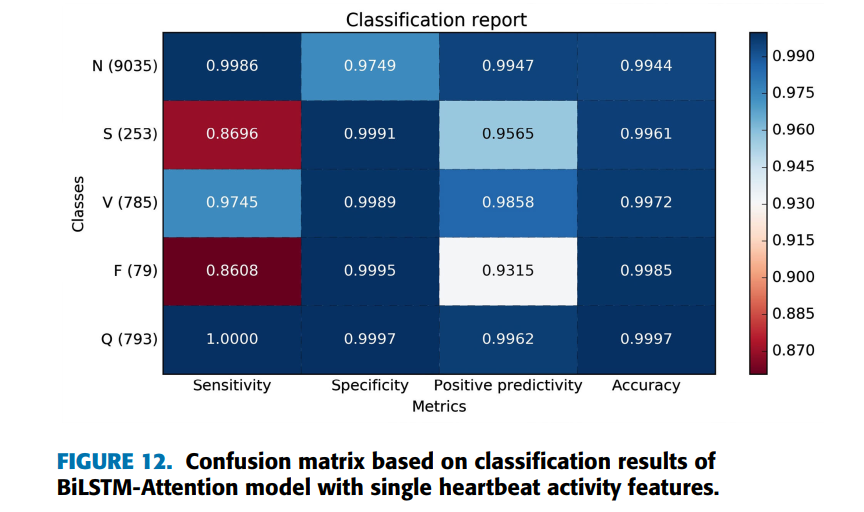 Classification report
N (9035) 0.9986 0.9749 0.9947 0.9944
S (253) 0.8696 0.9991 0.9565 0.9961
V (785) 0.9745 0.9989 0.9858 0.9972
F (79) 0.8608 0.9995 0.9315 0.9985
Q (793) 1.0000 0.9997 0.9962 0.9997
Classes
Sensitivity Specificity Positive predictivity Accuracy
Metrics
0.990
0.975
0.960
0.945
0.930
0.915
0.900
0.885
0.870
FIGURE 12. Confusion matrix based on classification results of
BiLSTM-Attention model with single heartbeat activity features.